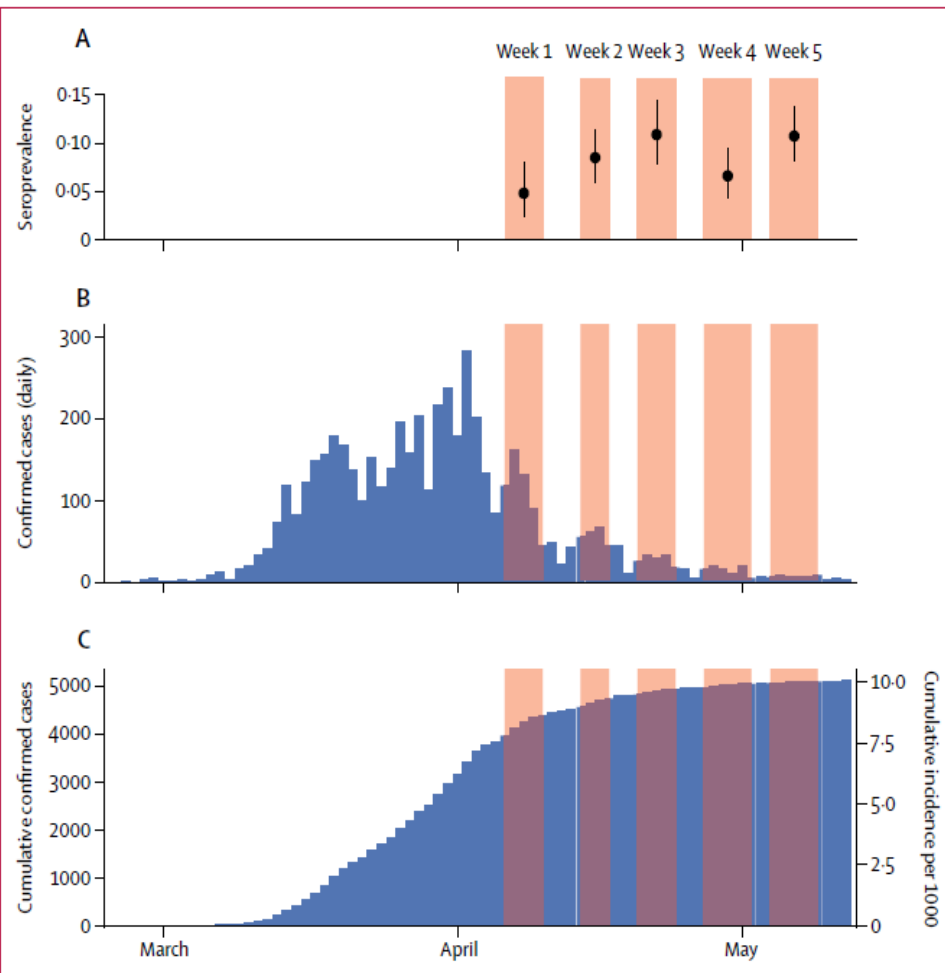 A
Week 1 Week 2 Week 3 Week 4 Week 5
Seroprevalence
0·15
0·10
0·05
0
B
Confirmed cases (daily)
300
200
100
0
C
Cumulative confirmed cases
5000
4000
3000
2000
1000
0
10·0
7·5
5·0
2·5
0
Cumulative incidence per 1000
March April May